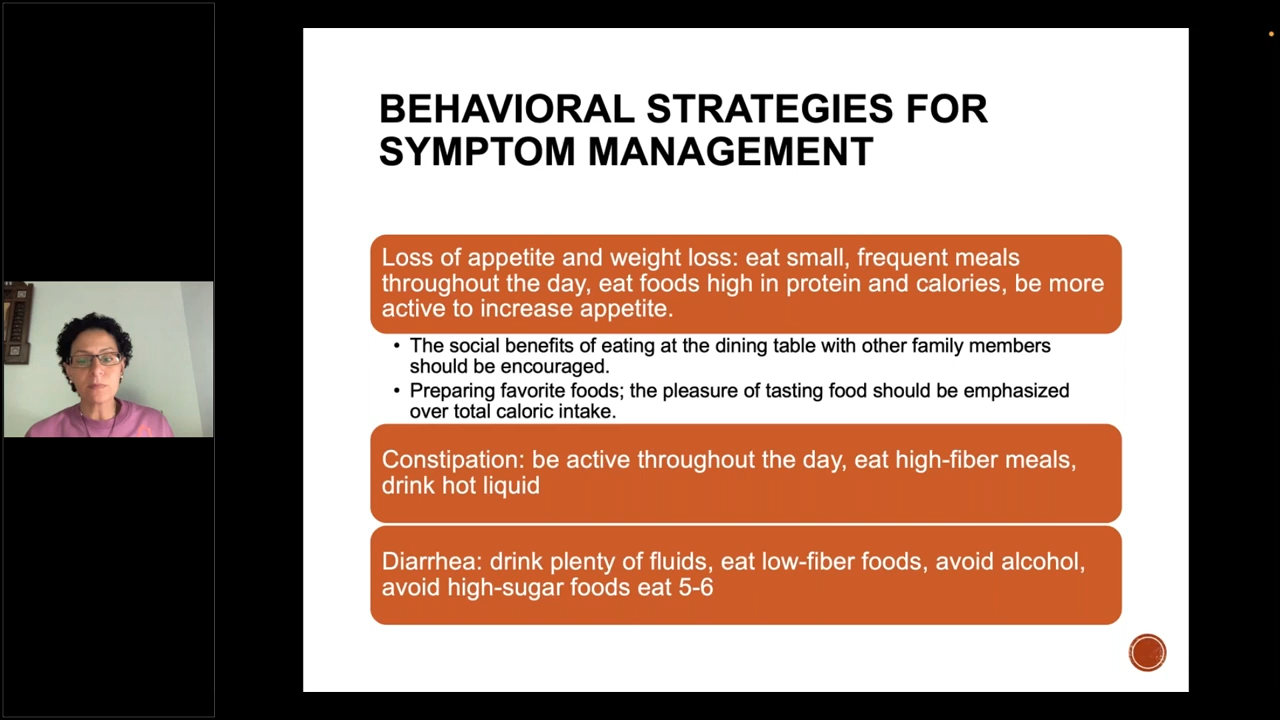 BEHAVIORAL STRATEGIES FOR
SYMPTOM MANAGEMENT
Loss of appetite and weight loss: eat small, frequent meals
throughout the day, eat foods high in protein and calories, be more
active to increase appetite.
• The social benefits of eating at the dining table with other family members
should be encouraged.
• Preparing favorite foods; the pleasure of tasting food should be emphasized
over total caloric intake.
Constipation: be active throughout the day, eat high-fiber meals,
drink hot liquid
Diarrhea: drink plenty of fluids, eat low-fiber foods, avoid alcohol,
avoid high-sugar foods eat 5-6